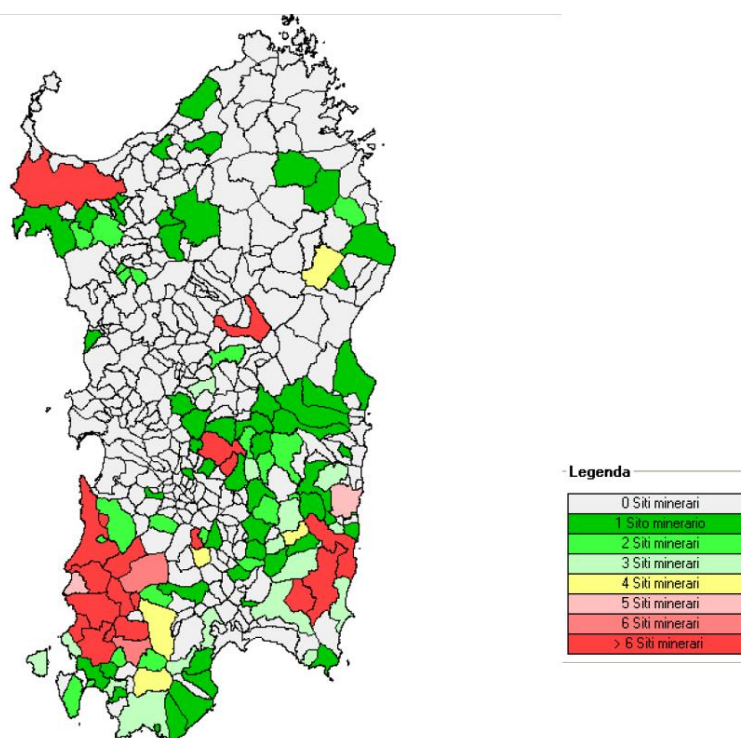 Legenda
0 Siti minerari
1 Sito minerario
2 Siti minerari
3 Siti minerari
4 Siti minerari
5 Siti minerari
6 Siti minerari
> 6 Siti minerari